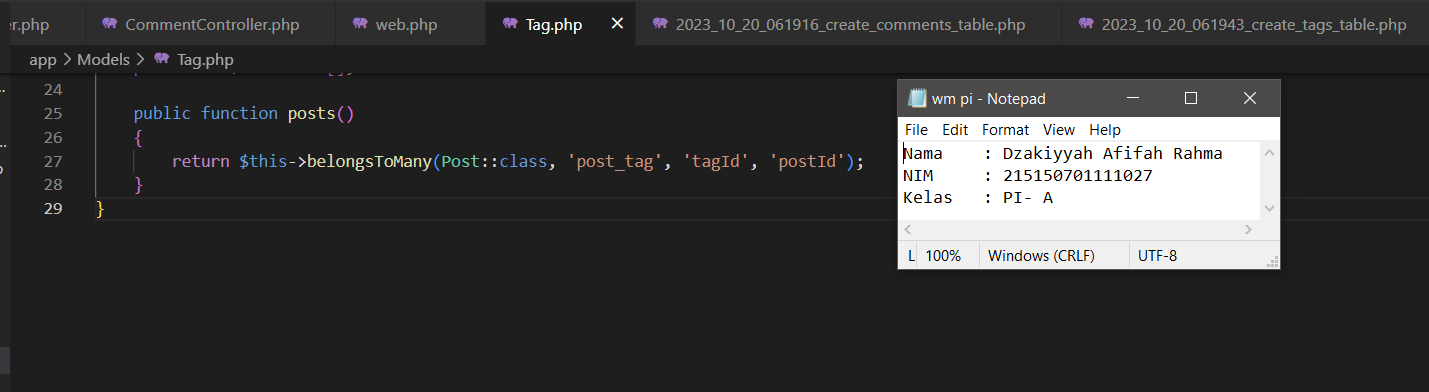 er.php CommentController.php web.php Tag.php 2023_10_20_061916_create_comments_table.php 2023_10_20_061943_create_tags_table.php
app > Models > Tag.php
24
25 public function posts()
26 {
27 return $this->belongsToMany(Post::class, 'post_tag', 'tagId', 'postId');
28 }
29 }
wm pi - Notepad
File Edit Format View Help
Nama : Dzakiyyah Afifah Rahma
NIM : 215150701111027
Kelas : PI- A
L 100% Windows (CRLF) UTF-8